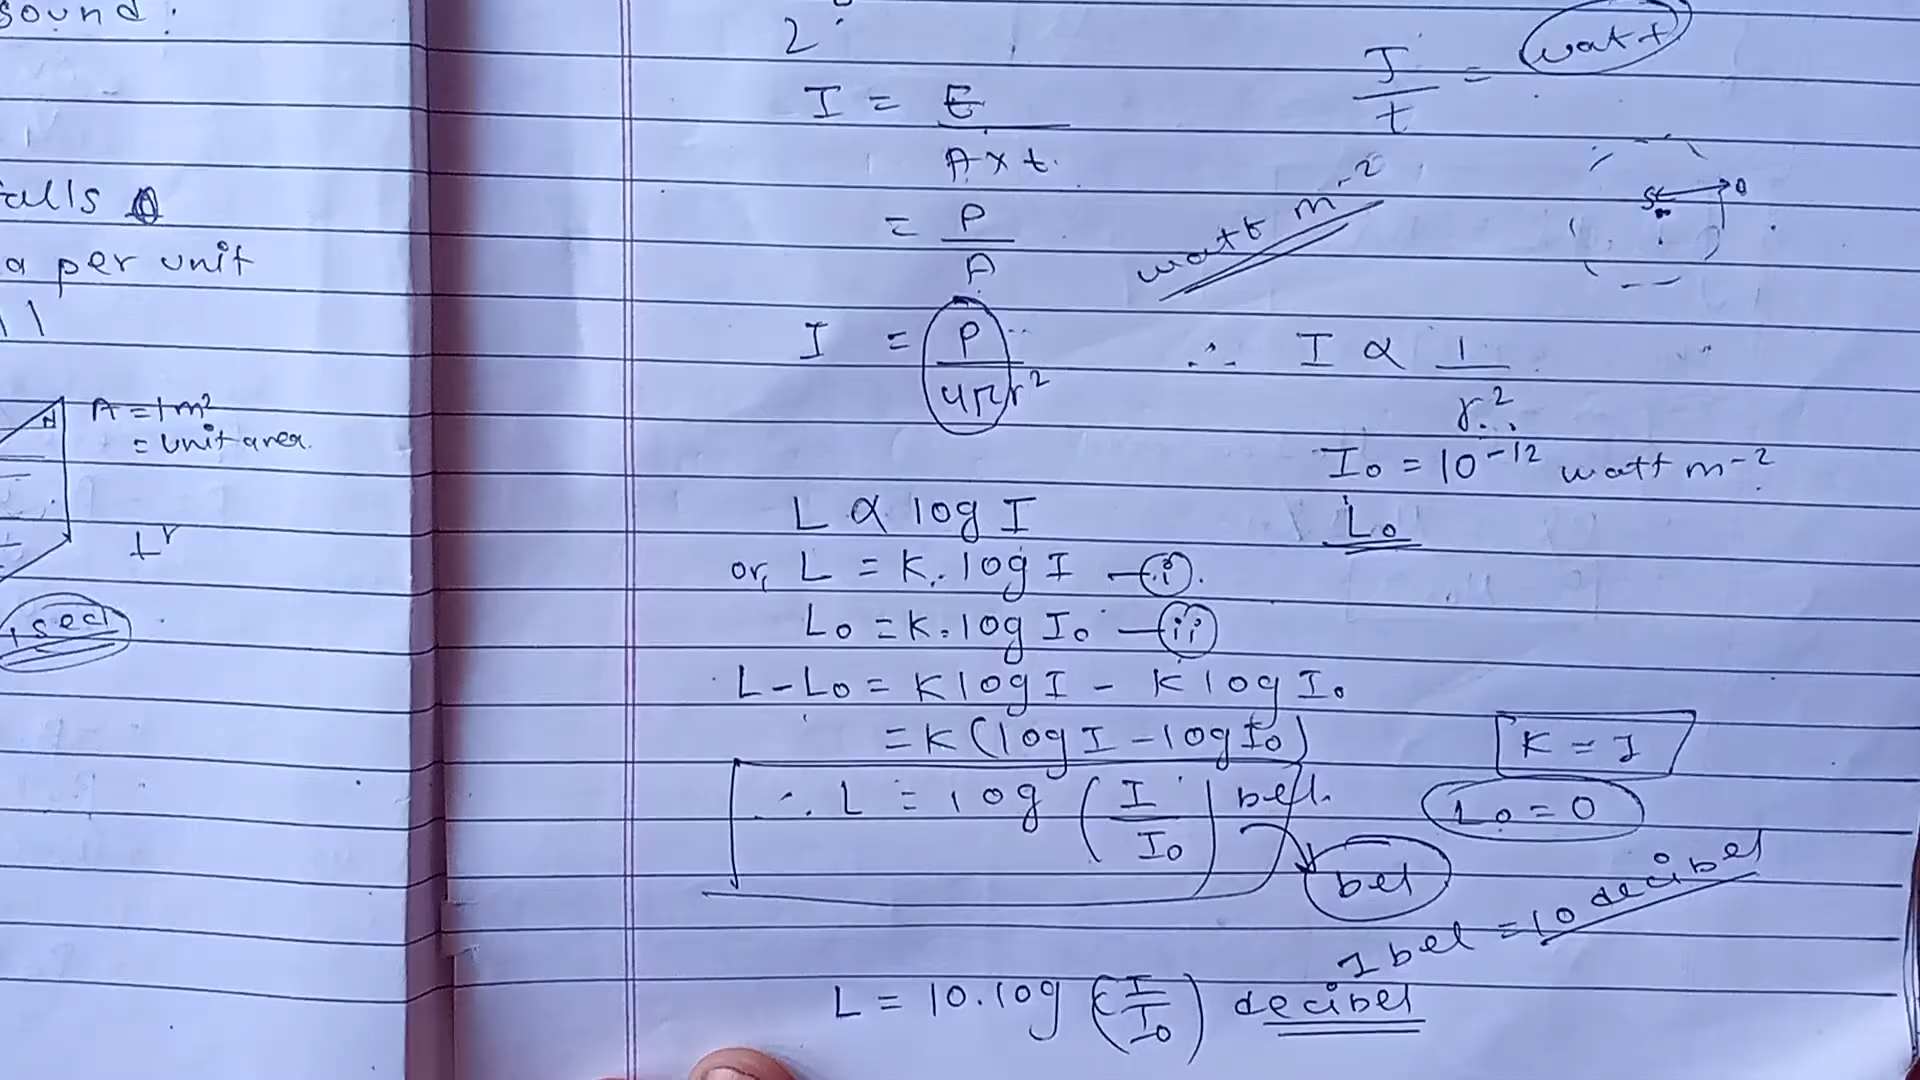 sound.
falls
a per unit
A = 1m²
= Unit area.
1 sec
2
I = E / A × t.
J / t = watt
= P / A
watt m⁻²
S O
I = P / 4πr²
∴ I ∝ 1 / r²
I₀ = 10⁻¹² watt m⁻²
L ∝ log I
L₀
or, L = K. log I — (i).
L₀ = K. log I₀ — (ii)
L - L₀ = K log I - K log I₀
= K (log I - log I₀)
K = 1
∴ L = log (I / I₀) bel.
L₀ = 0
bel
1 bel = 10 decibel
L = 10. log (I / I₀) decibel